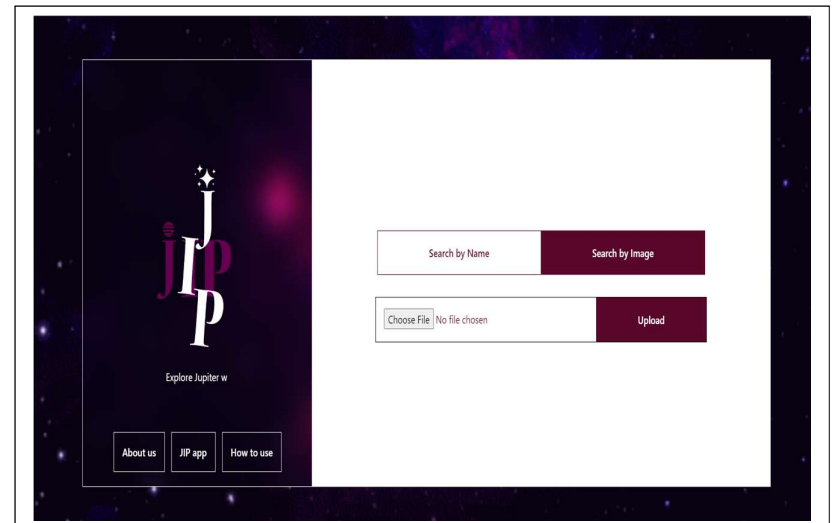 JIP
JIP
Explore Jupiter w
About us
JIP app
How to use
Search by Name
Search by Image
Choose File No file chosen
Upload